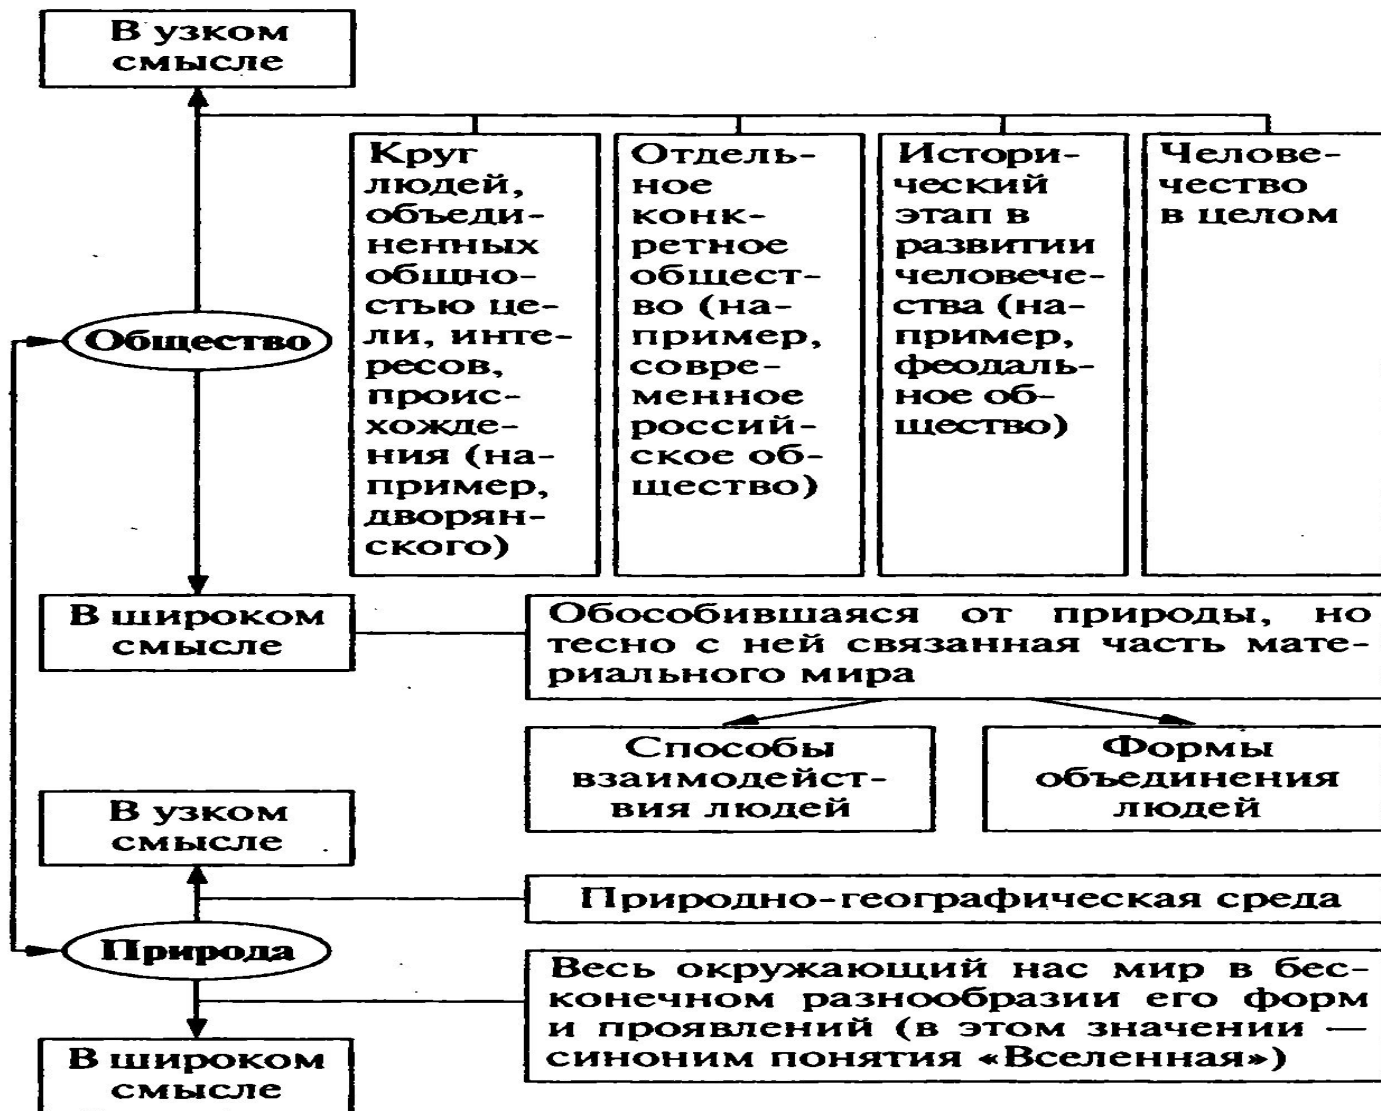 В узком
смысле
Круг
людей,
объеди-
ненных
общно-
стью це-
ли, инте-
ресов,
проис-
хожде-
ния (на-
пример,
дворян-
ского)
Отдель-
ное
конк-
ретное
общест-
во (на-
пример,
совре-
менное
россий-
ское об-
щество)
Истори-
ческий
этап в
развитии
человече-
ства (на-
пример,
феодаль-
ное об-
щество)
Челове-
чество
в целом
Общество
В широком
смысле
Обособившаяся от природы, но
тесно с ней связанная часть мате-
риального мира
Способы
взаимодейст-
вия людей
Формы
объединения
людей
В узком
смысле
Природно-географическая среда
Природа
Весь окружающий нас мир в бес-
конечном разнообразии его форм
и проявлений (в этом значении —
синоним понятия «Вселенная»)
В широком
смысле